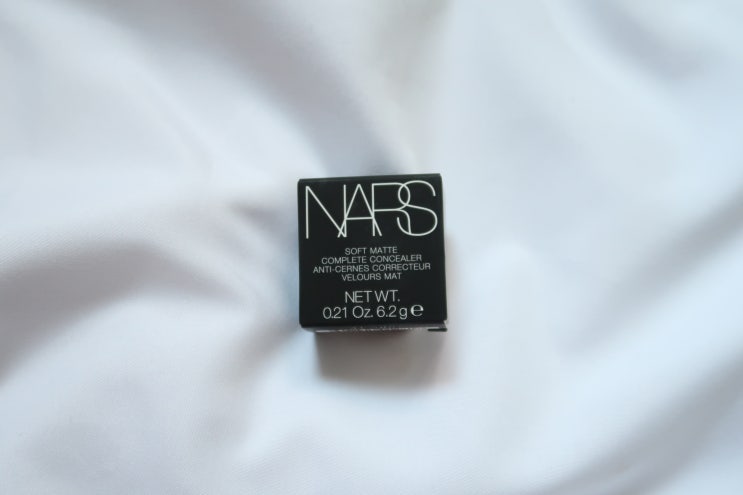 NARS
SOFT MATTE
COMPLETE CONCEALER
ANTI-CERNES CORRECTEUR
VELOURS MAT
NET WT.
0.21 Oz. 6.2 g ℮